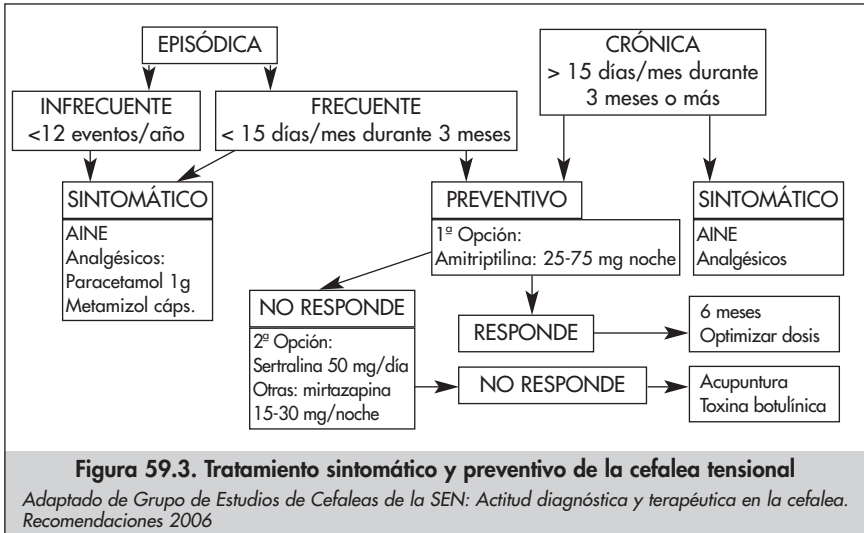 EPISÓDICA
CRÓNICA
> 15 días/mes durante
3 meses o más
INFRECUENTE
<12 eventos/año
FRECUENTE
< 15 días/mes durante 3 meses
SINTOMÁTICO
AINE
Analgésicos:
Paracetamol 1g
Metamizol cáps.
PREVENTIVO
1ª Opción:
Amitriptilina: 25-75 mg noche
SINTOMÁTICO
AINE
Analgésicos
NO RESPONDE
2ª Opción:
Sertralina 50 mg/día
Otras: mirtazapina
15-30 mg/noche
RESPONDE
6 meses
Optimizar dosis
NO RESPONDE
Acupuntura
Toxina botulínica
Figura 59.3. Tratamiento sintomático y preventivo de la cefalea tensional
Adaptado de Grupo de Estudios de Cefaleas de la SEN: Actitud diagnóstica y terapéutica en la cefalea.
Recomendaciones 2006